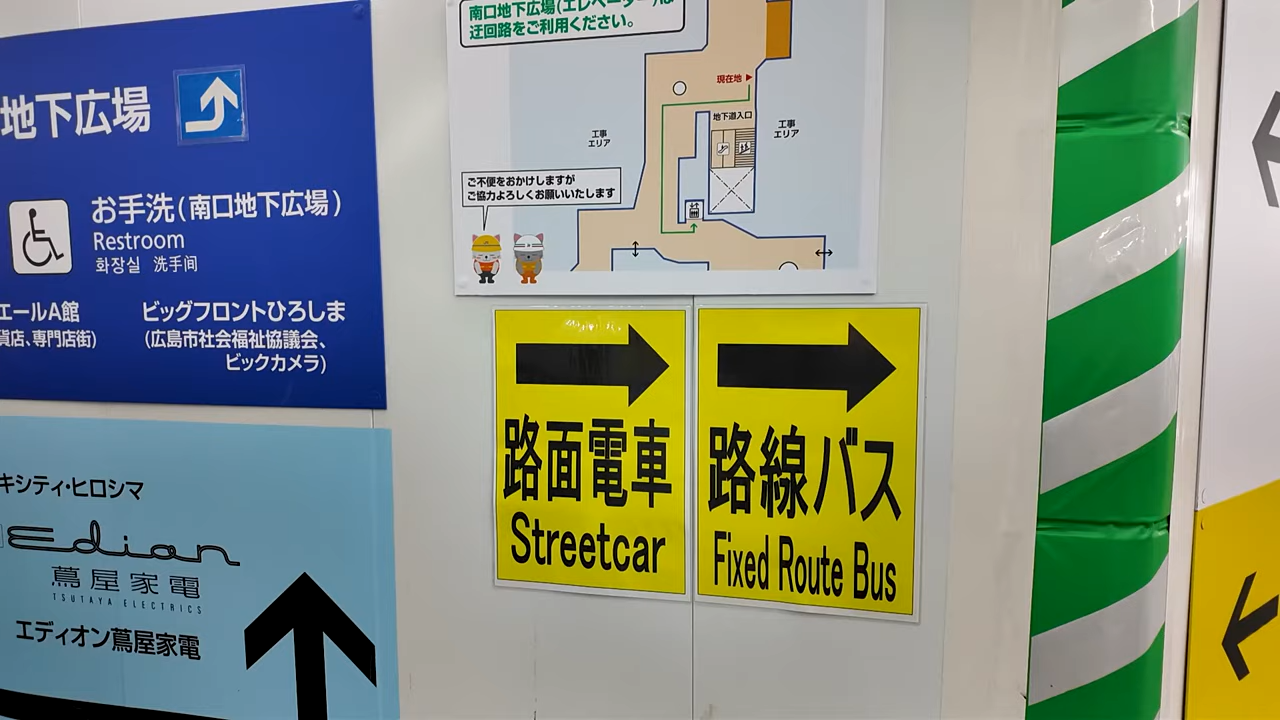 地下広場
お手洗(南口地下広場)
Restroom
화장실 洗手间
エールA館
貨店、専門店街)
ビッグフロントひろしま
(広島市社会福祉協議会、
ビックカメラ)
キシティ・ヒロシマ
Edion
蔦屋家電
TSUTAYA ELECTRICS
エディオン蔦屋家電
南口地下広場(エレベーター)は
迂回路をご利用ください。
現在地
地下道入口
工事
エリア
工事
エリア
ご不便をおかけしますが
ご協力よろしくお願いいたします
路面電車
Streetcar
路線バス
Fixed Route Bus